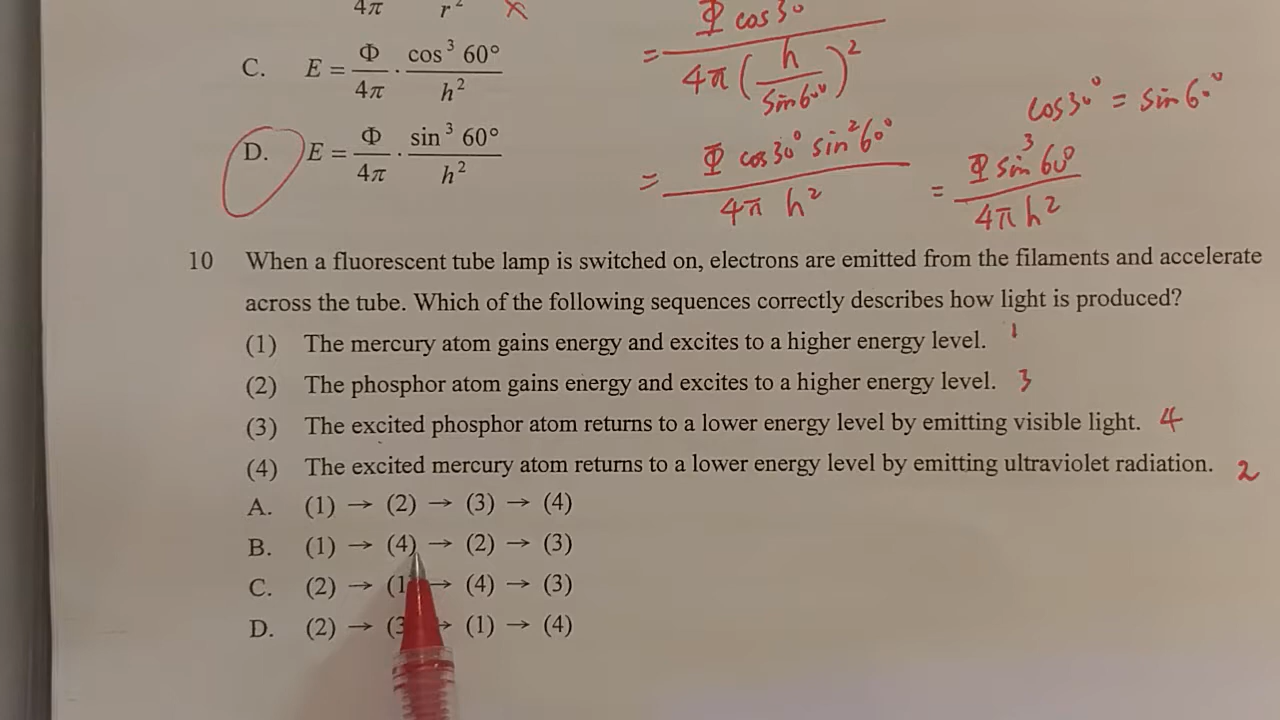 4π r² ×
Φ cos 30
C. E = Φ/4π · cos³ 60°/h²
= 4π (h/sin 60°)²
cos 30° = sin 60°
D. E = Φ/4π · sin³ 60°/h²
= Φ cos 30° sin² 60° / 4π h²
= Φ sin³ 60° / 4π h²
10 When a fluorescent tube lamp is switched on, electrons are emitted from the filaments and accelerate
across the tube. Which of the following sequences correctly describes how light is produced?
(1) The mercury atom gains energy and excites to a higher energy level. 1
(2) The phosphor atom gains energy and excites to a higher energy level. 3
(3) The excited phosphor atom returns to a lower energy level by emitting visible light. 4
(4) The excited mercury atom returns to a lower energy level by emitting ultraviolet radiation. 2
A. (1) → (2) → (3) → (4)
B. (1) → (4) → (2) → (3)
C. (2) → (1 → (4) → (3)
D. (2) → (3 → (1) → (4)